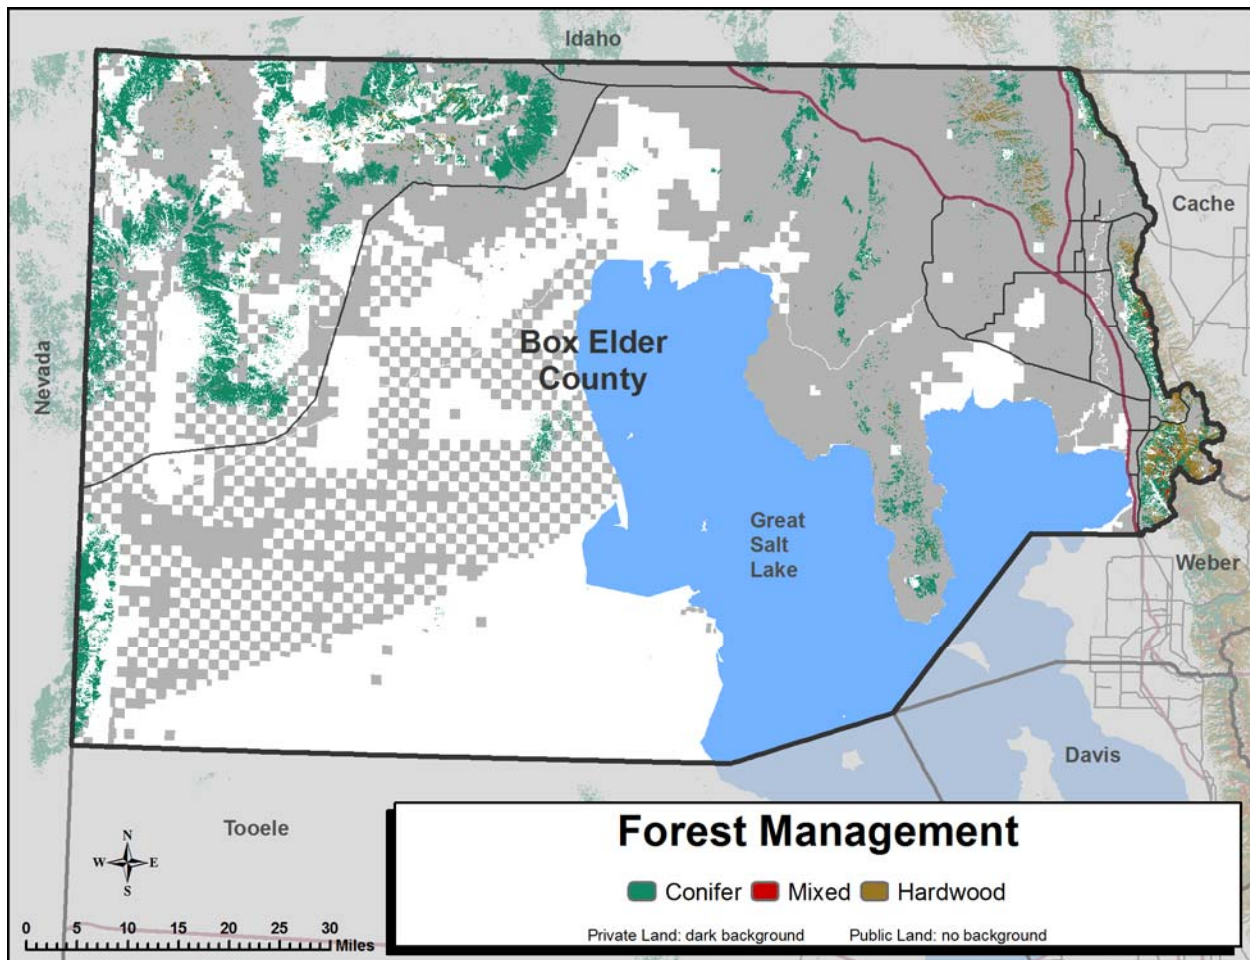 Idaho
Cache
Nevada
Box Elder
County
Great
Salt
Lake
Weber
Davis
Tooele
N
W E
S
0 5 10 15 20 25 30
Miles
Forest Management
Conifer Mixed Hardwood
Private Land: dark background Public Land: no background